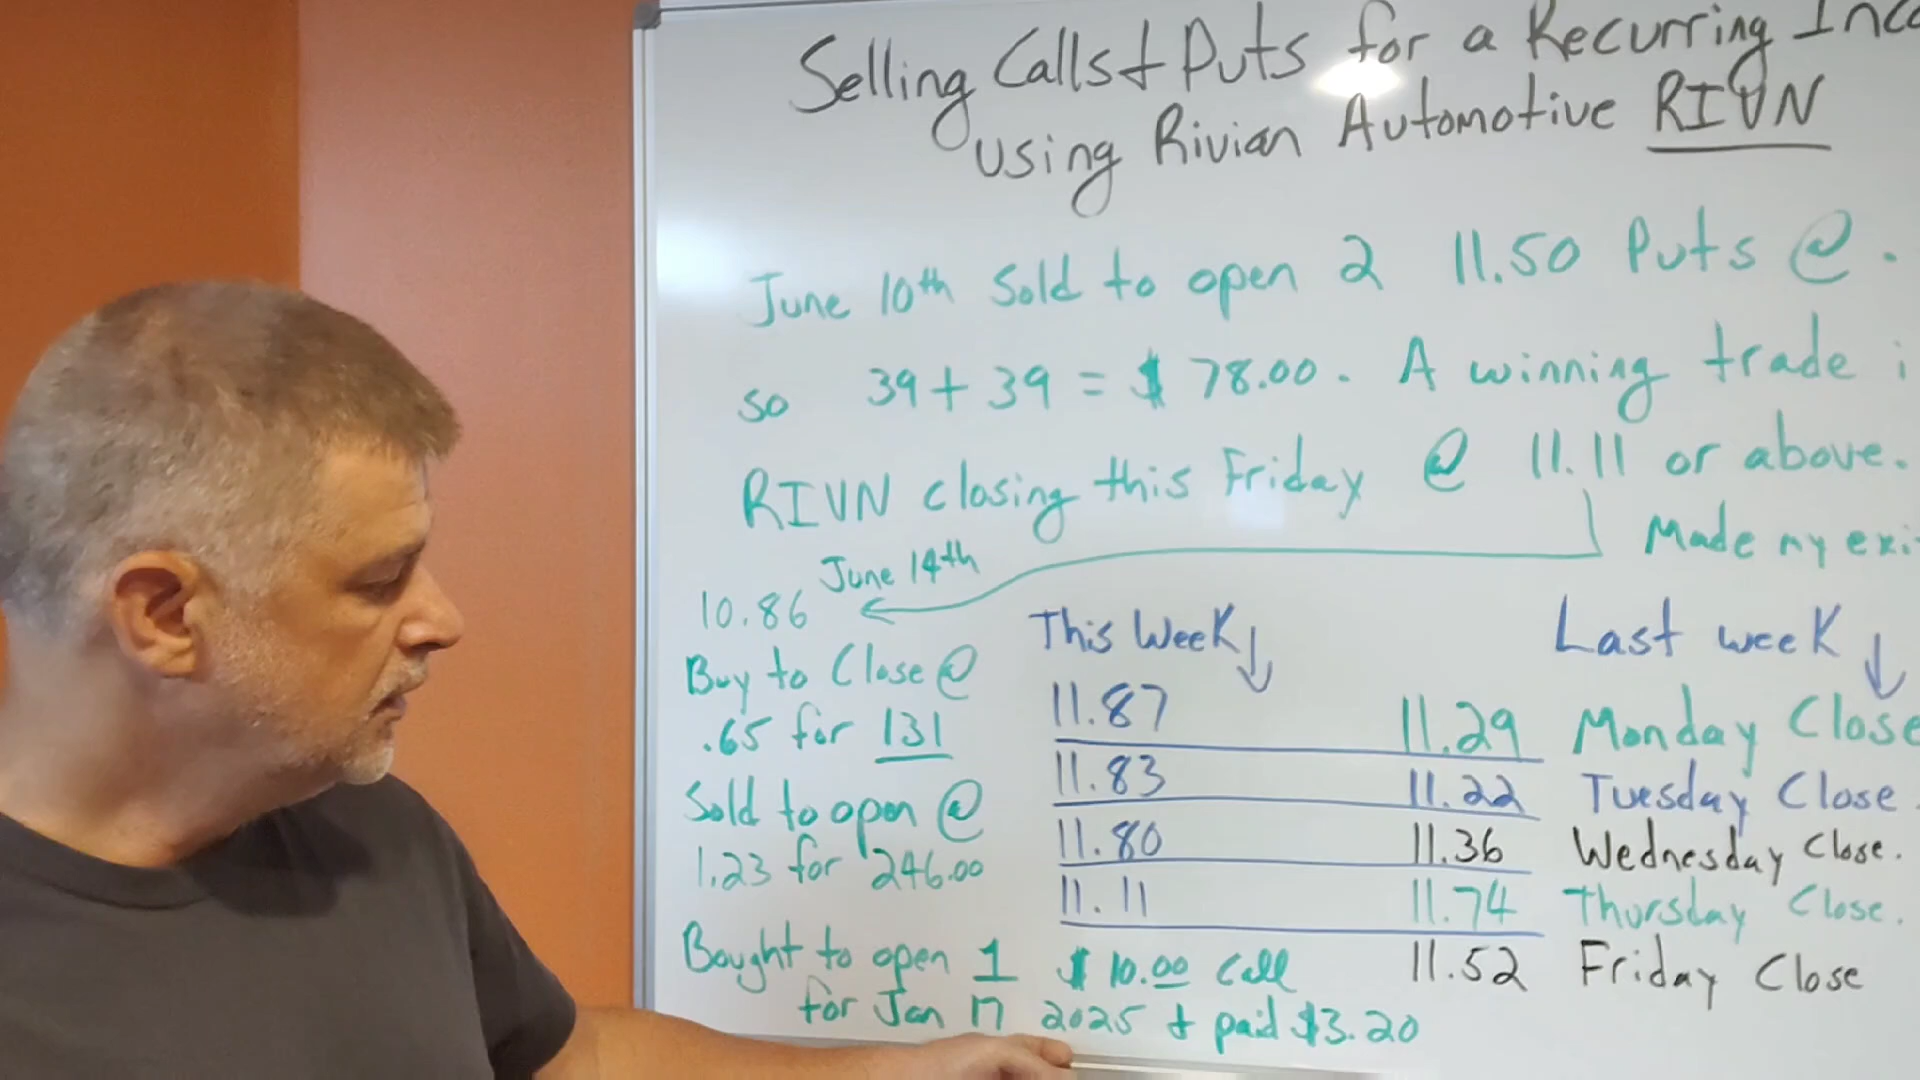 Selling Calls & Puts for a Recurring Inco
using Rivian Automotive RIVN
June 10th Sold to open 2 11.50 Puts @ .
so 39 + 39 = $ 78.00. A winning trade i
RIVN closing this Friday @ 11.11 or above.
June 14th
Made my exi
10.86
Buy to Close @
.65 for 131
Sold to open @
1.23 for 246.00
This Week ↓ Last week ↓
11.87 11.29 Monday Close
11.83 11.22 Tuesday Close.
11.80 11.36 Wednesday Close.
11.11 11.74 Thursday Close.
11.52 Friday Close
Bought to open 1 $10.00 Call
for Jan 17 2025 & paid $3.20